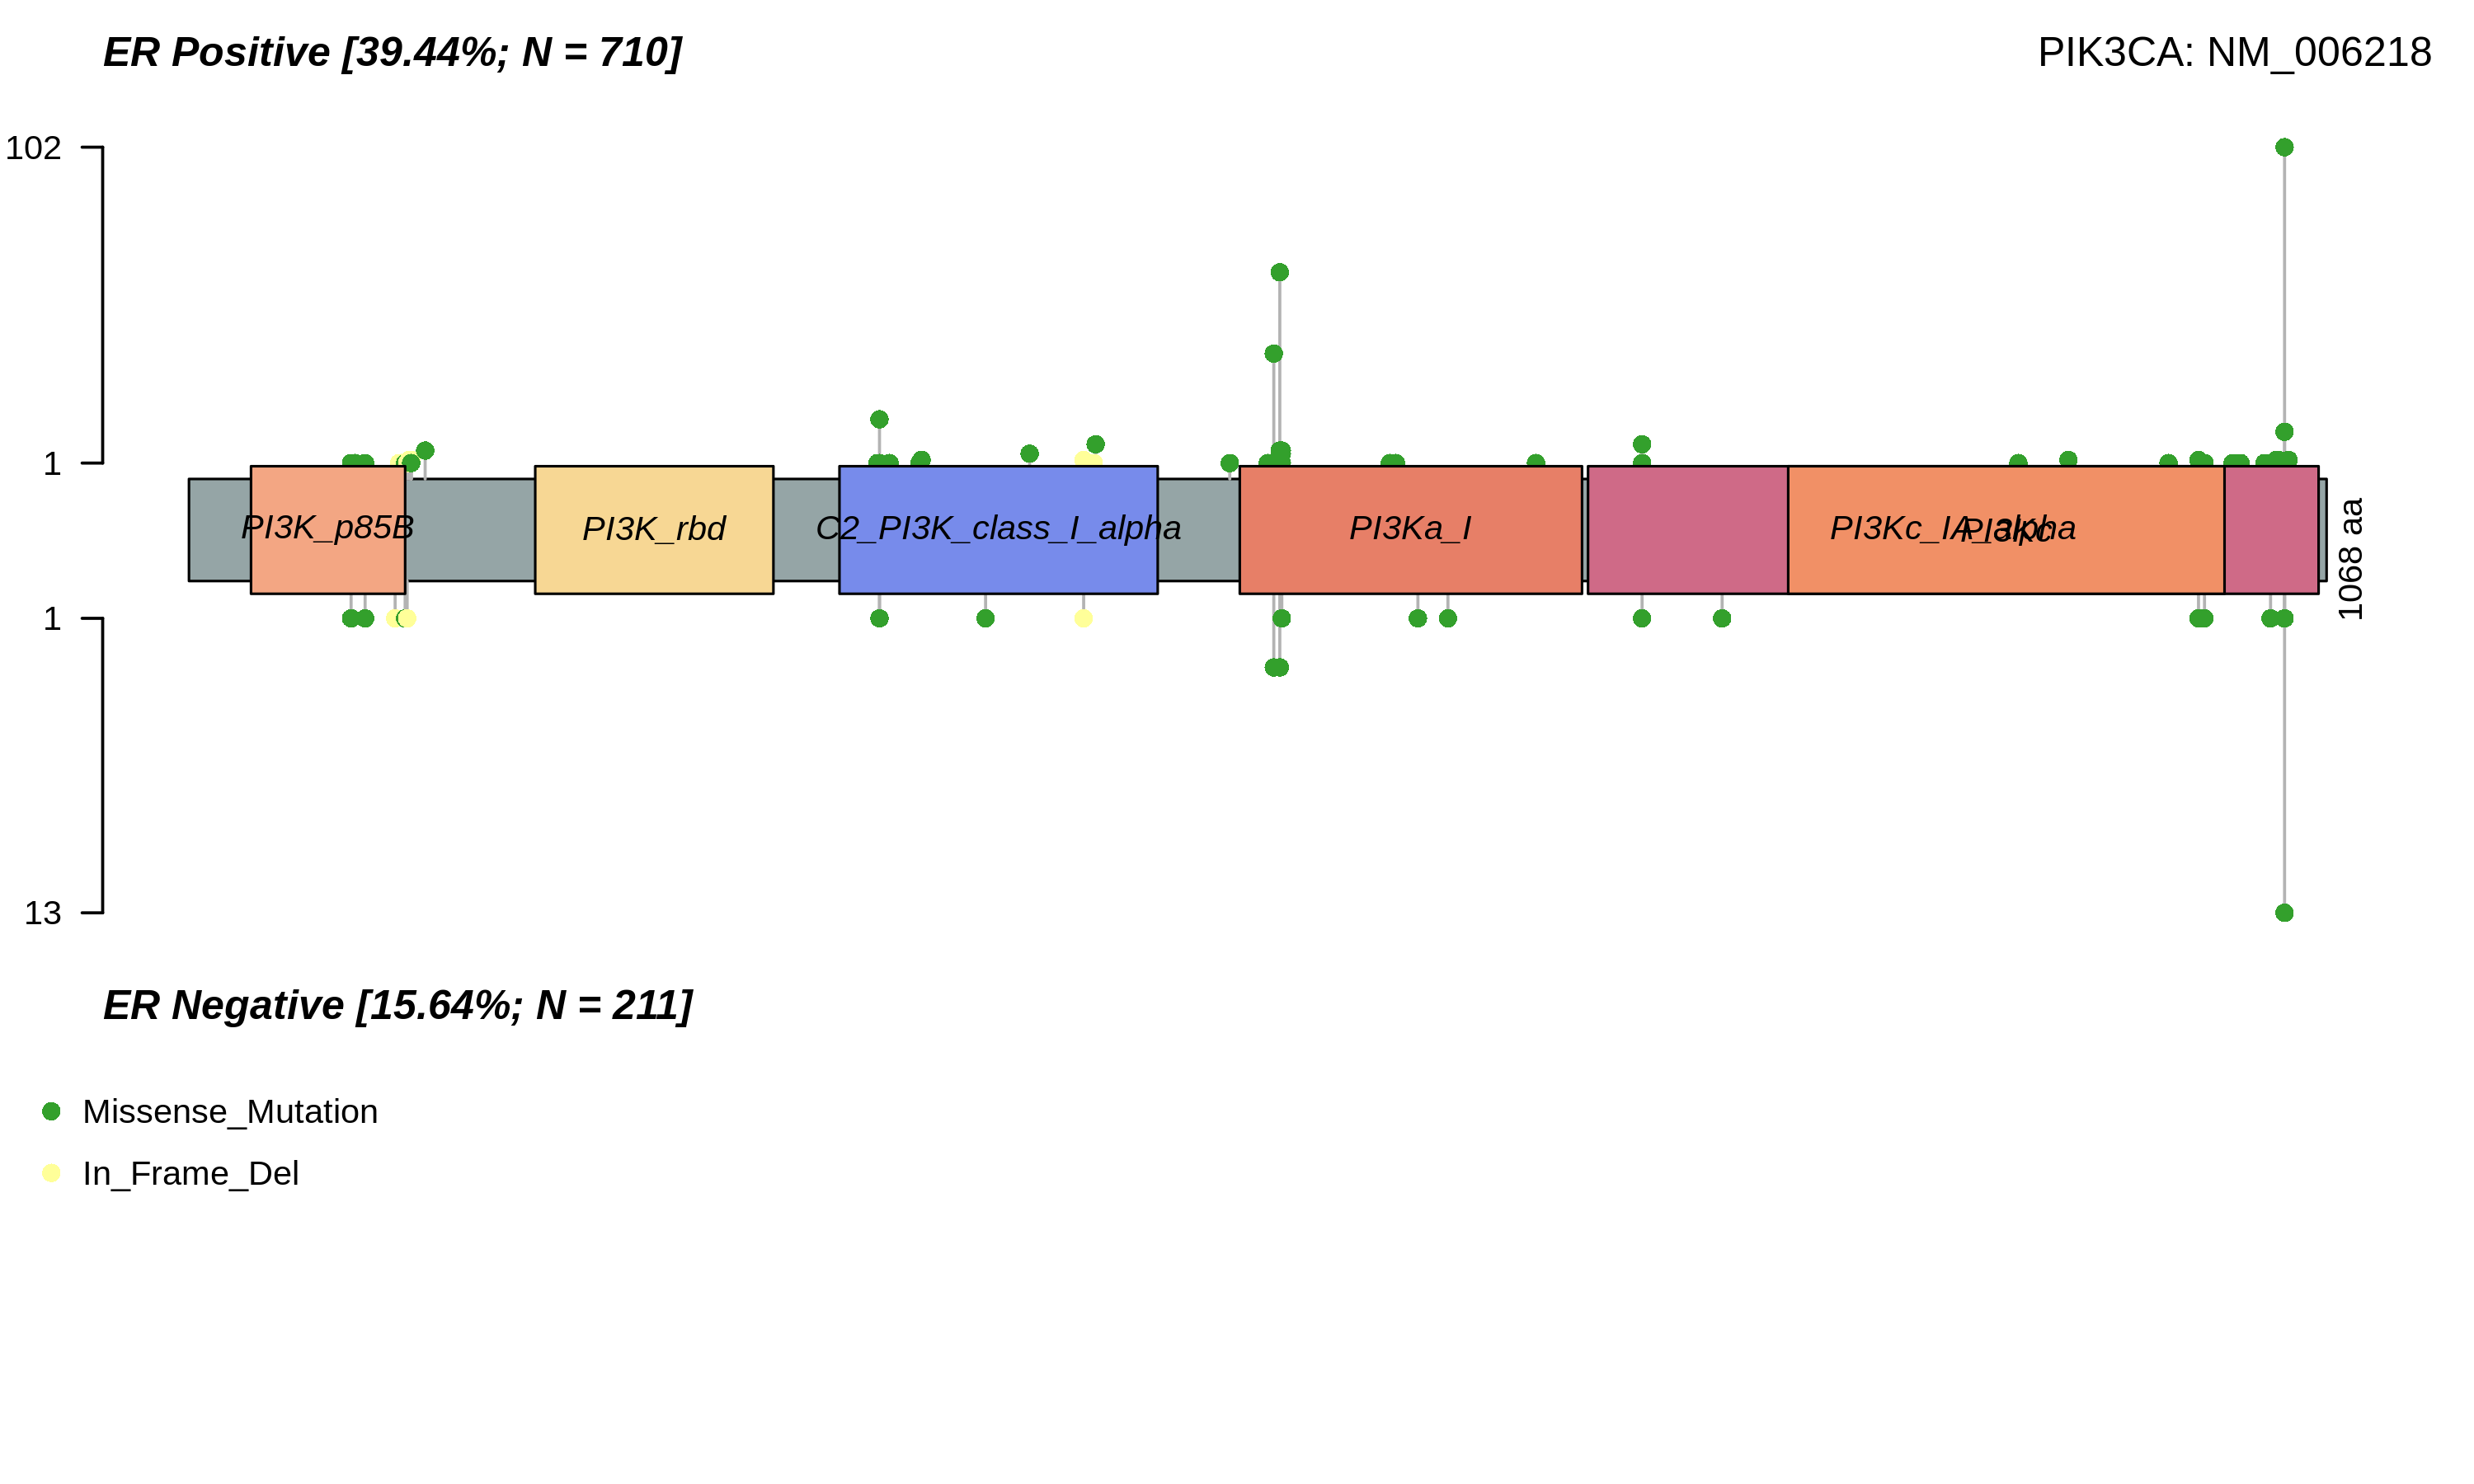 ER Positive [39.44%; N = 710]
PIK3CA: NM_006218
102
1
PI3K_p85B
PI3K_rbd
C2_PI3K_class_I_alpha
PI3Ka_I
PI3Kc_IA_alpha
PI3Kc
1068 aa
1
13
ER Negative [15.64%; N = 211]
Missense_Mutation
In_Frame_Del